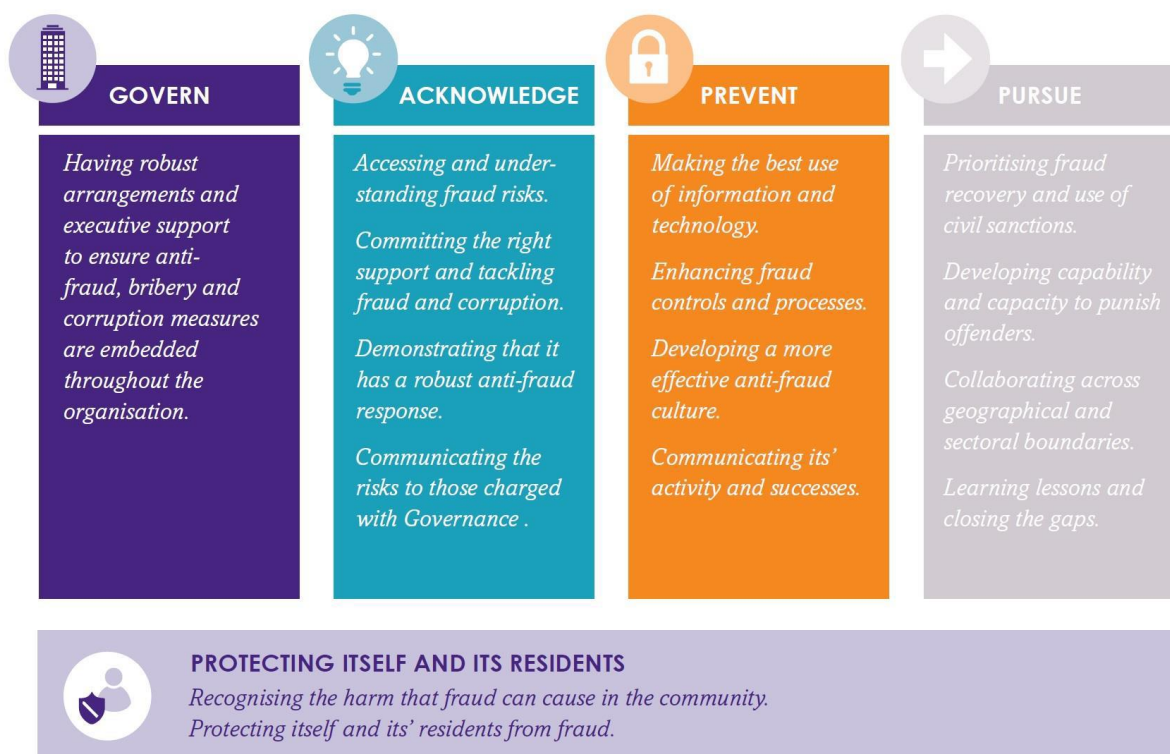 GOVERN
Having robust
arrangements and
executive support
to ensure anti-
fraud, bribery and
corruption measures
are embedded
throughout the
organisation.
ACKNOWLEDGE
Accessing and under-
standing fraud risks.
Committing the right
support and tackling
fraud and corruption.
Demonstrating that it
has a robust anti-fraud
response.
Communicating the
risks to those charged
with Governance .
PREVENT
Making the best use
of information and
technology.
Enhancing fraud
controls and processes.
Developing a more
effective anti-fraud
culture.
Communicating its’
activity and successes.
PURSUE
Prioritising fraud
recovery and use of
civil sanctions.
Developing capability
and capacity to punish
offenders.
Collaborating across
geographical and
sectoral boundaries.
Learning lessons and
closing the gaps.
PROTECTING ITSELF AND ITS RESIDENTS
Recognising the harm that fraud can cause in the community.
Protecting itself and its’ residents from fraud.